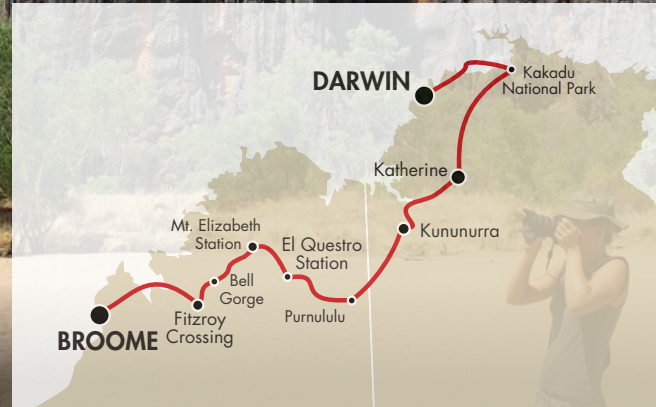 DARWIN
Kakadu
National Park
Katherine
Mt. Elizabeth
Station
El Questro
Station
Kununurra
Bell
Gorge
Purnululu
Fitzroy
Crossing
BROOME